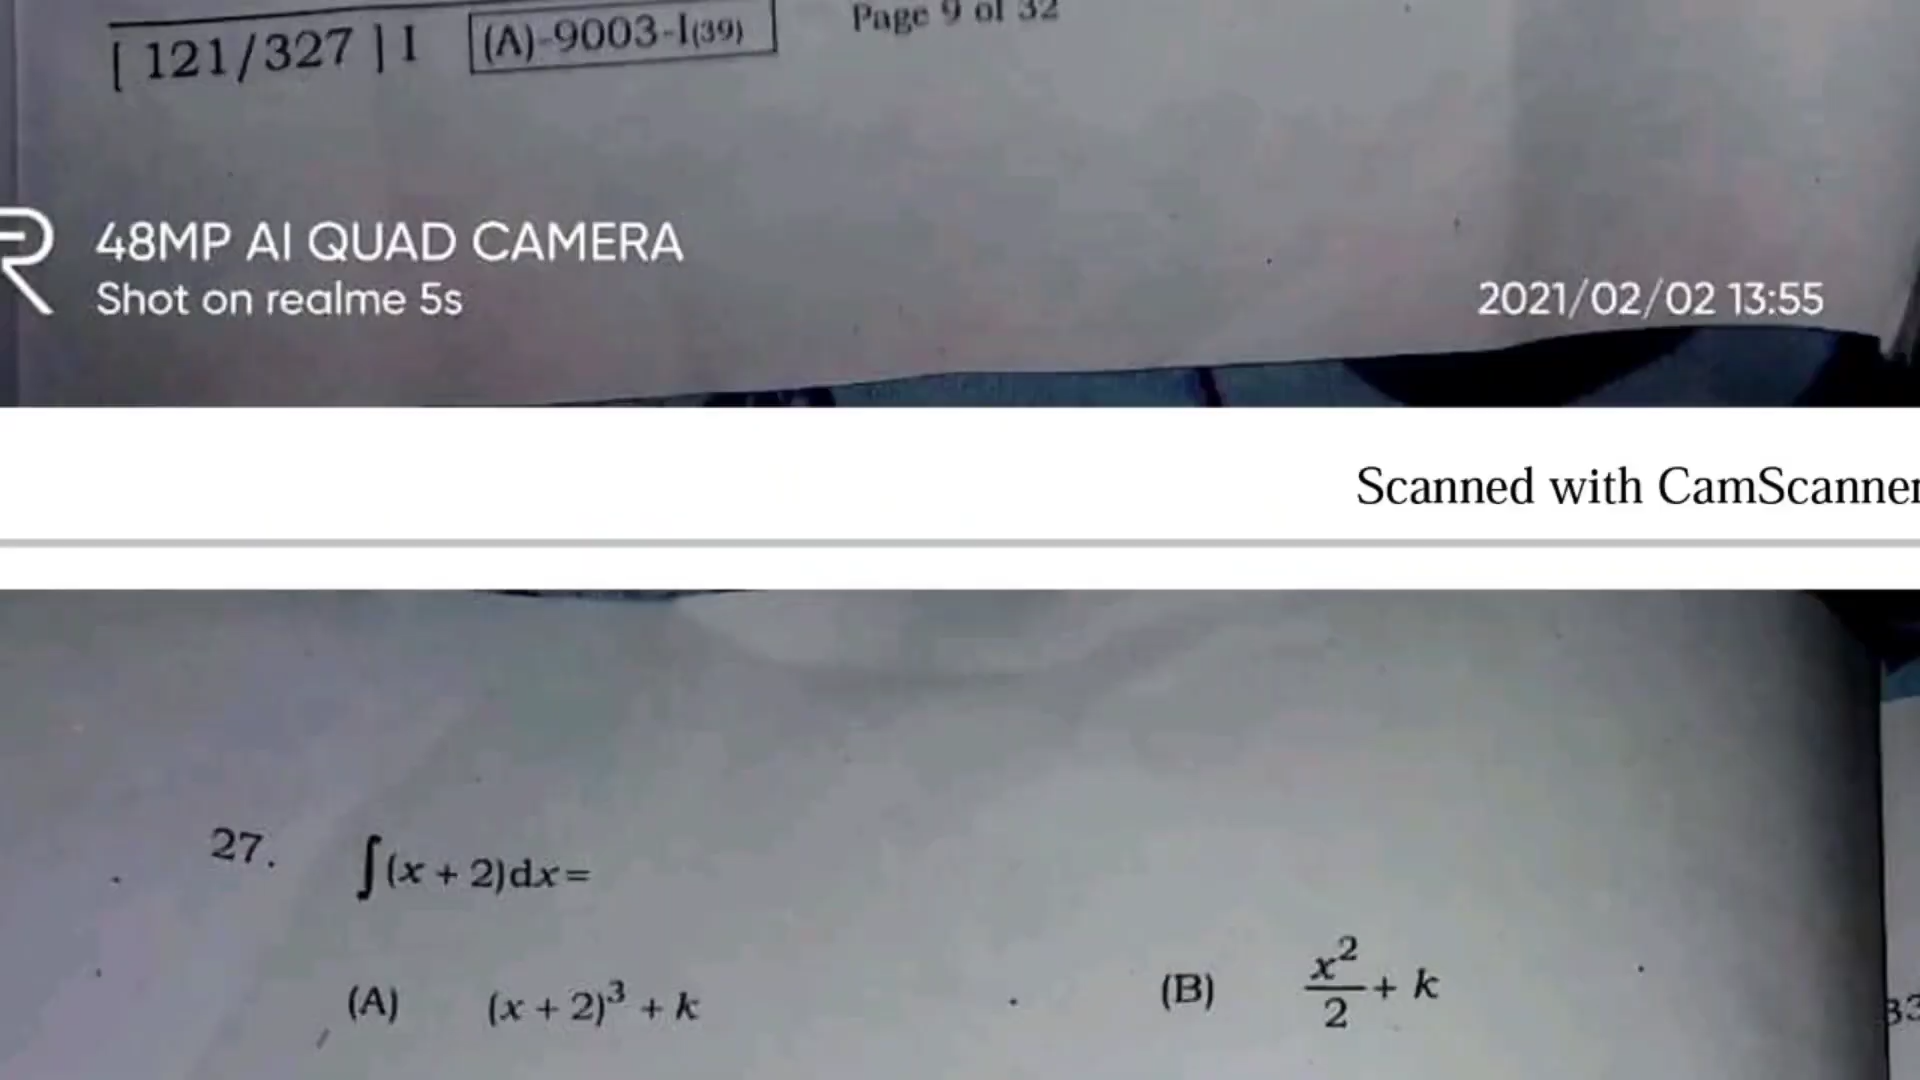 [ 121/327 ] I (A)-9003-I(39) Page 9 of 32
48MP AI QUAD CAMERA
Shot on realme 5s
2021/02/02 13:55
Scanned with CamScanner
27. ∫(x + 2)dx=
(A) (x + 2)³ + k (B) x²/2 + k